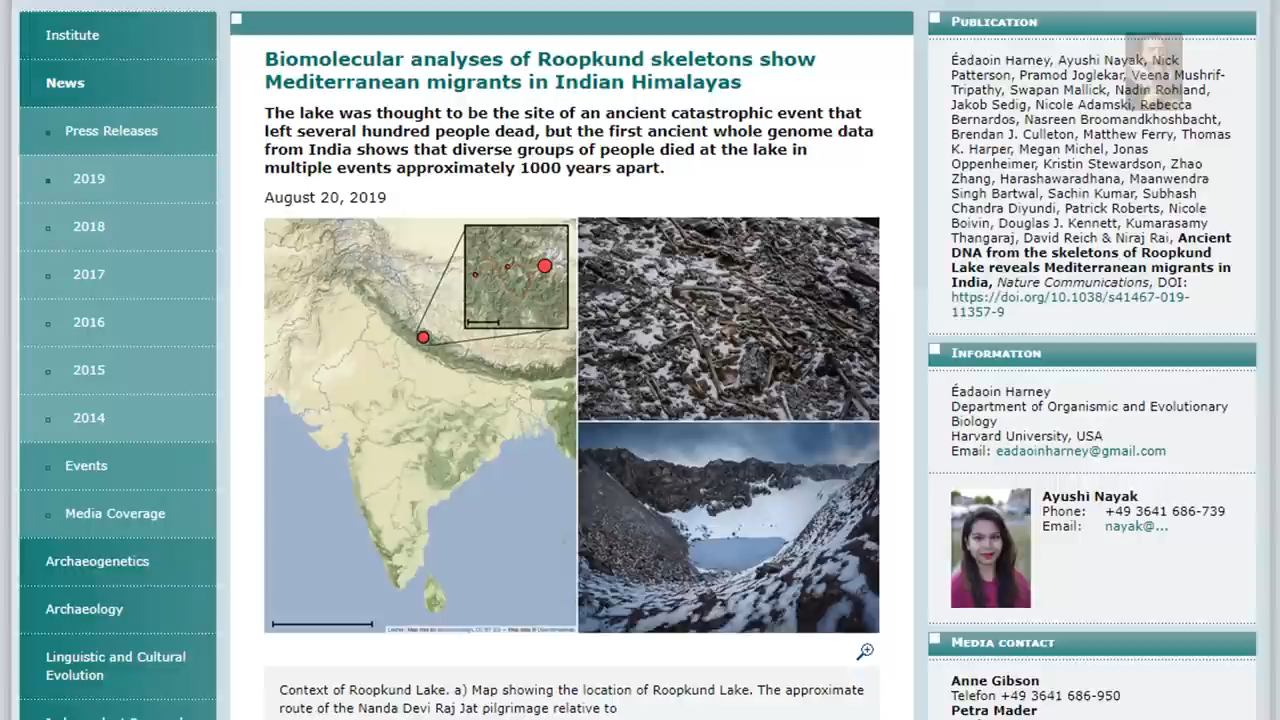 Institute
News
Press Releases
2019
2018
2017
2016
2015
2014
Events
Media Coverage
Archaeogenetics
Archaeology
Linguistic and Cultural
Evolution
Biomolecular analyses of Roopkund skeletons show
Mediterranean migrants in Indian Himalayas
The lake was thought to be the site of an ancient catastrophic event that
left several hundred people dead, but the first ancient whole genome data
from India shows that diverse groups of people died at the lake in
multiple events approximately 1000 years apart.
August 20, 2019
Context of Roopkund Lake. a) Map showing the location of Roopkund Lake. The approximate
route of the Nanda Devi Raj Jat pilgrimage relative to
Publication
Éadaoin Harney, Ayushi Nayak, Nick
Patterson, Pramod Joglekar, Veena Mushrif-
Tripathy, Swapan Mallick, Nadin Rohland,
Jakob Sedig, Nicole Adamski, Rebecca
Bernardos, Nasreen Broomandkhoshbacht,
Brendan J. Culleton, Matthew Ferry, Thomas
K. Harper, Megan Michel, Jonas
Oppenheimer, Kristin Stewardson, Zhao
Zhang, Harashawaradhana, Maanwendra
Singh Bartwal, Sachin Kumar, Subhash
Chandra Diyundi, Patrick Roberts, Nicole
Boivin, Douglas J. Kennett, Kumarasamy
Thangaraj, David Reich & Niraj Rai, Ancient
DNA from the skeletons of Roopkund
Lake reveals Mediterranean migrants in
India, Nature Communications, DOI:
https://doi.org/10.1038/s41467-019-
11357-9
Information
Éadaoin Harney
Department of Organismic and Evolutionary
Biology
Harvard University, USA
Email: eadaoinharney@gmail.com
Ayushi Nayak
Phone: +49 3641 686-739
Email: nayak@...
Media contact
Anne Gibson
Telefon +49 3641 686-950
Petra Mader